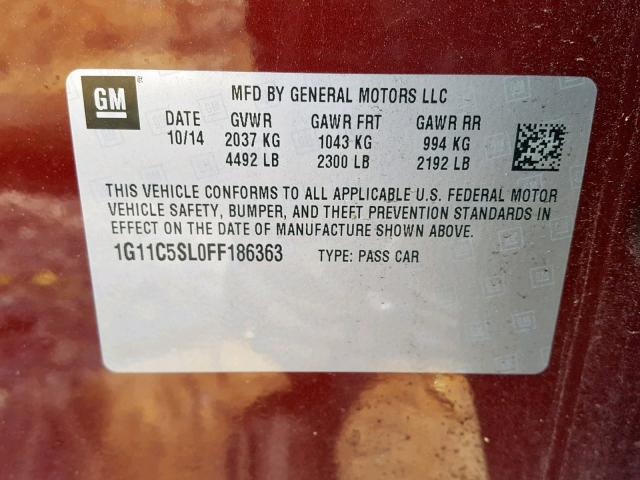 GM ®
MFD BY GENERAL MOTORS LLC
DATE GVWR GAWR FRT GAWR RR
10/14 2037 KG 1043 KG 994 KG
4492 LB 2300 LB 2192 LB
THIS VEHICLE CONFORMS TO ALL APPLICABLE U.S. FEDERAL MOTOR
VEHICLE SAFETY, BUMPER, AND THEFT PREVENTION STANDARDS IN
EFFECT ON THE DATE OF MANUFACTURE SHOWN ABOVE.
1G11C5SL0FF186363 TYPE: PASS CAR